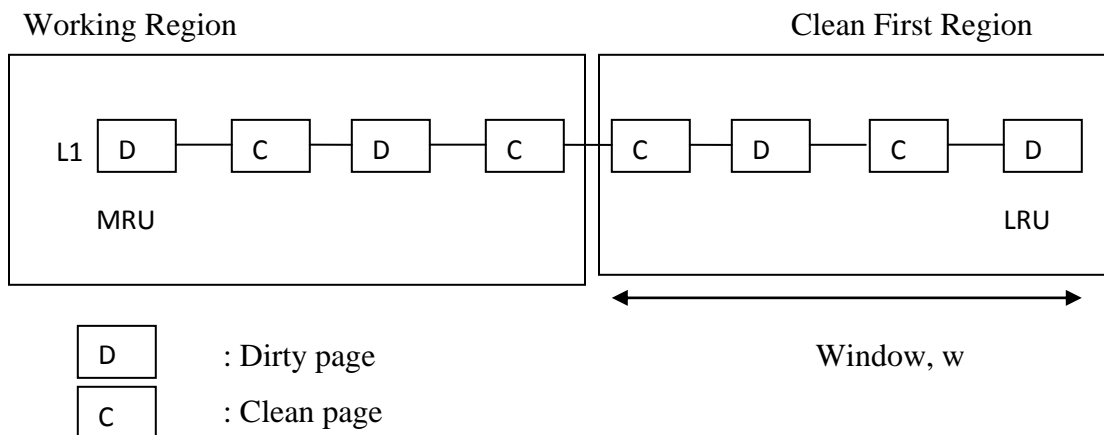 Working Region Clean First Region
L1 D C D C C D C D
MRU LRU
D : Dirty page Window, w
C : Clean page